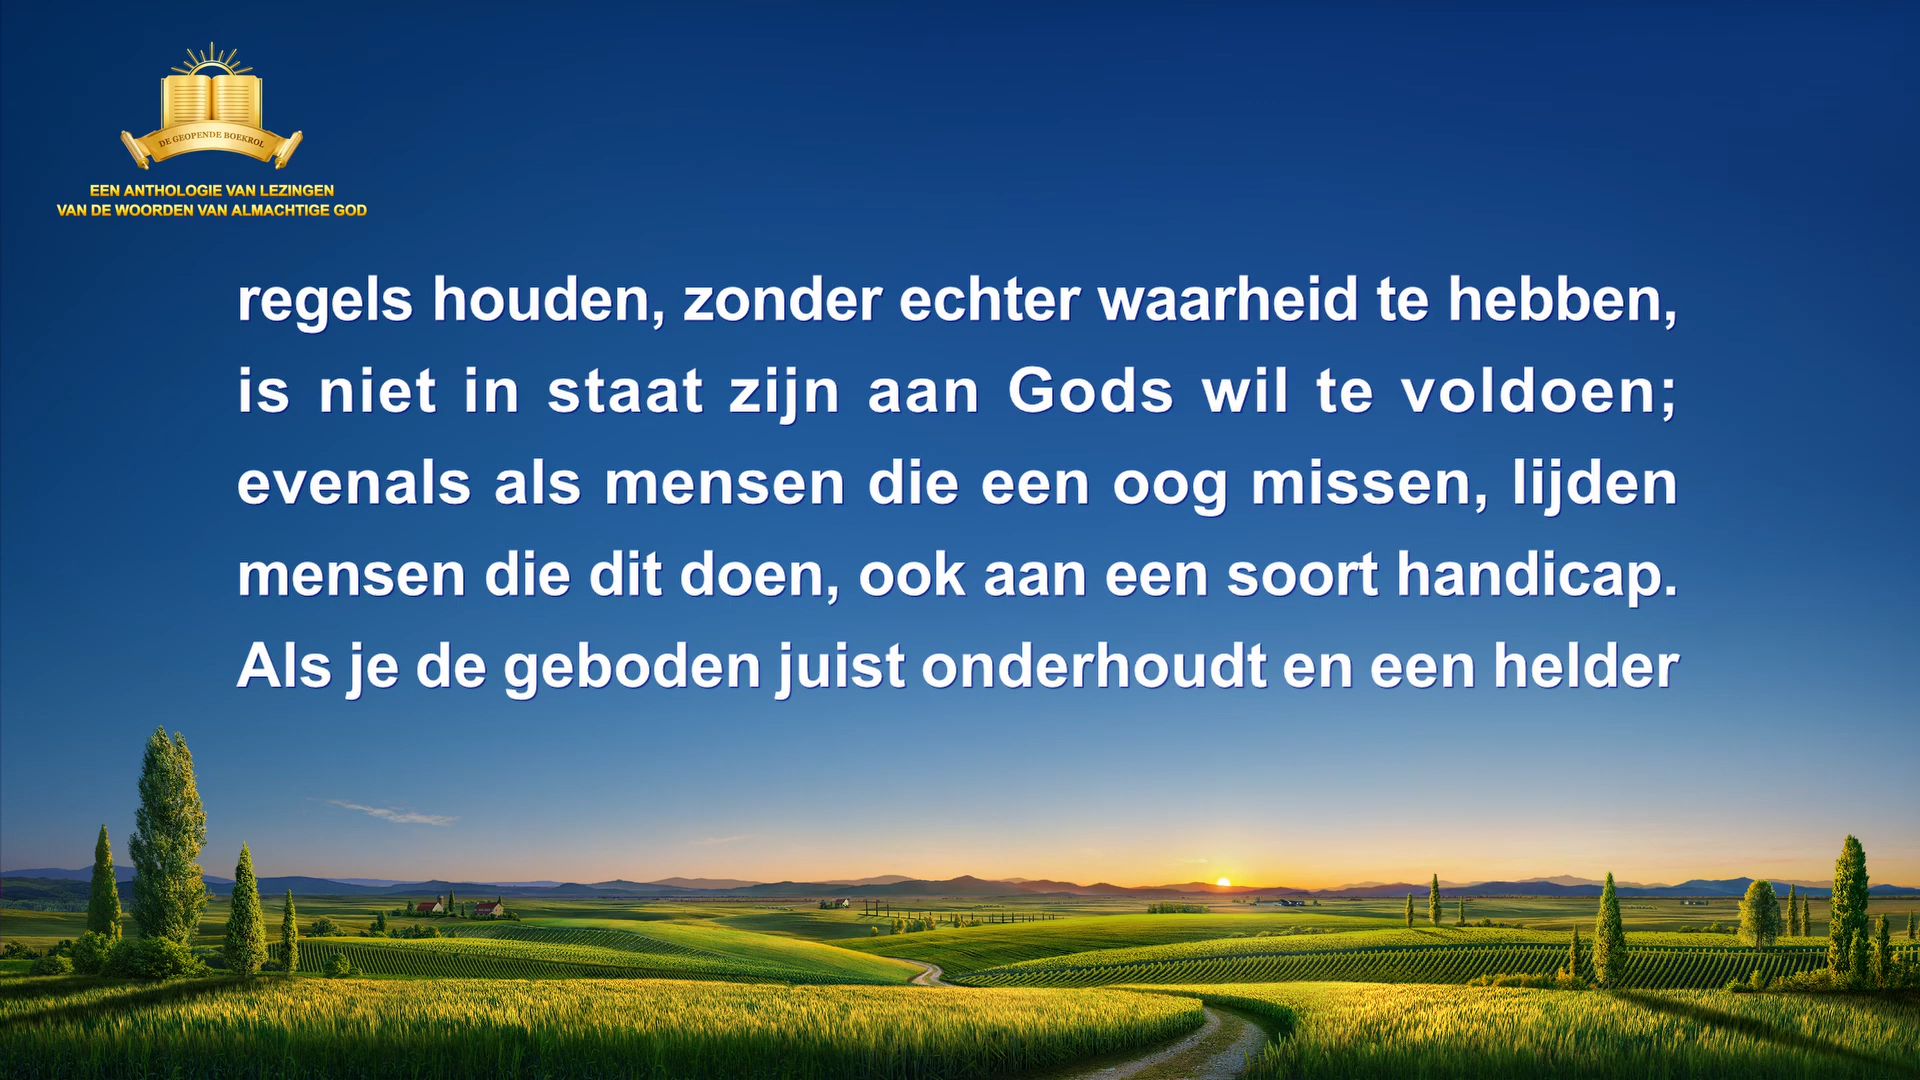 DE GEOPENDE BOEKROL
EEN ANTHOLOGIE VAN LEZINGEN
VAN DE WOORDEN VAN ALMACHTIGE GOD
regels houden, zonder echter waarheid te hebben,
is niet in staat zijn aan Gods wil te voldoen;
evenals als mensen die een oog missen, lijden
mensen die dit doen, ook aan een soort handicap.
Als je de geboden juist onderhoudt en een helder